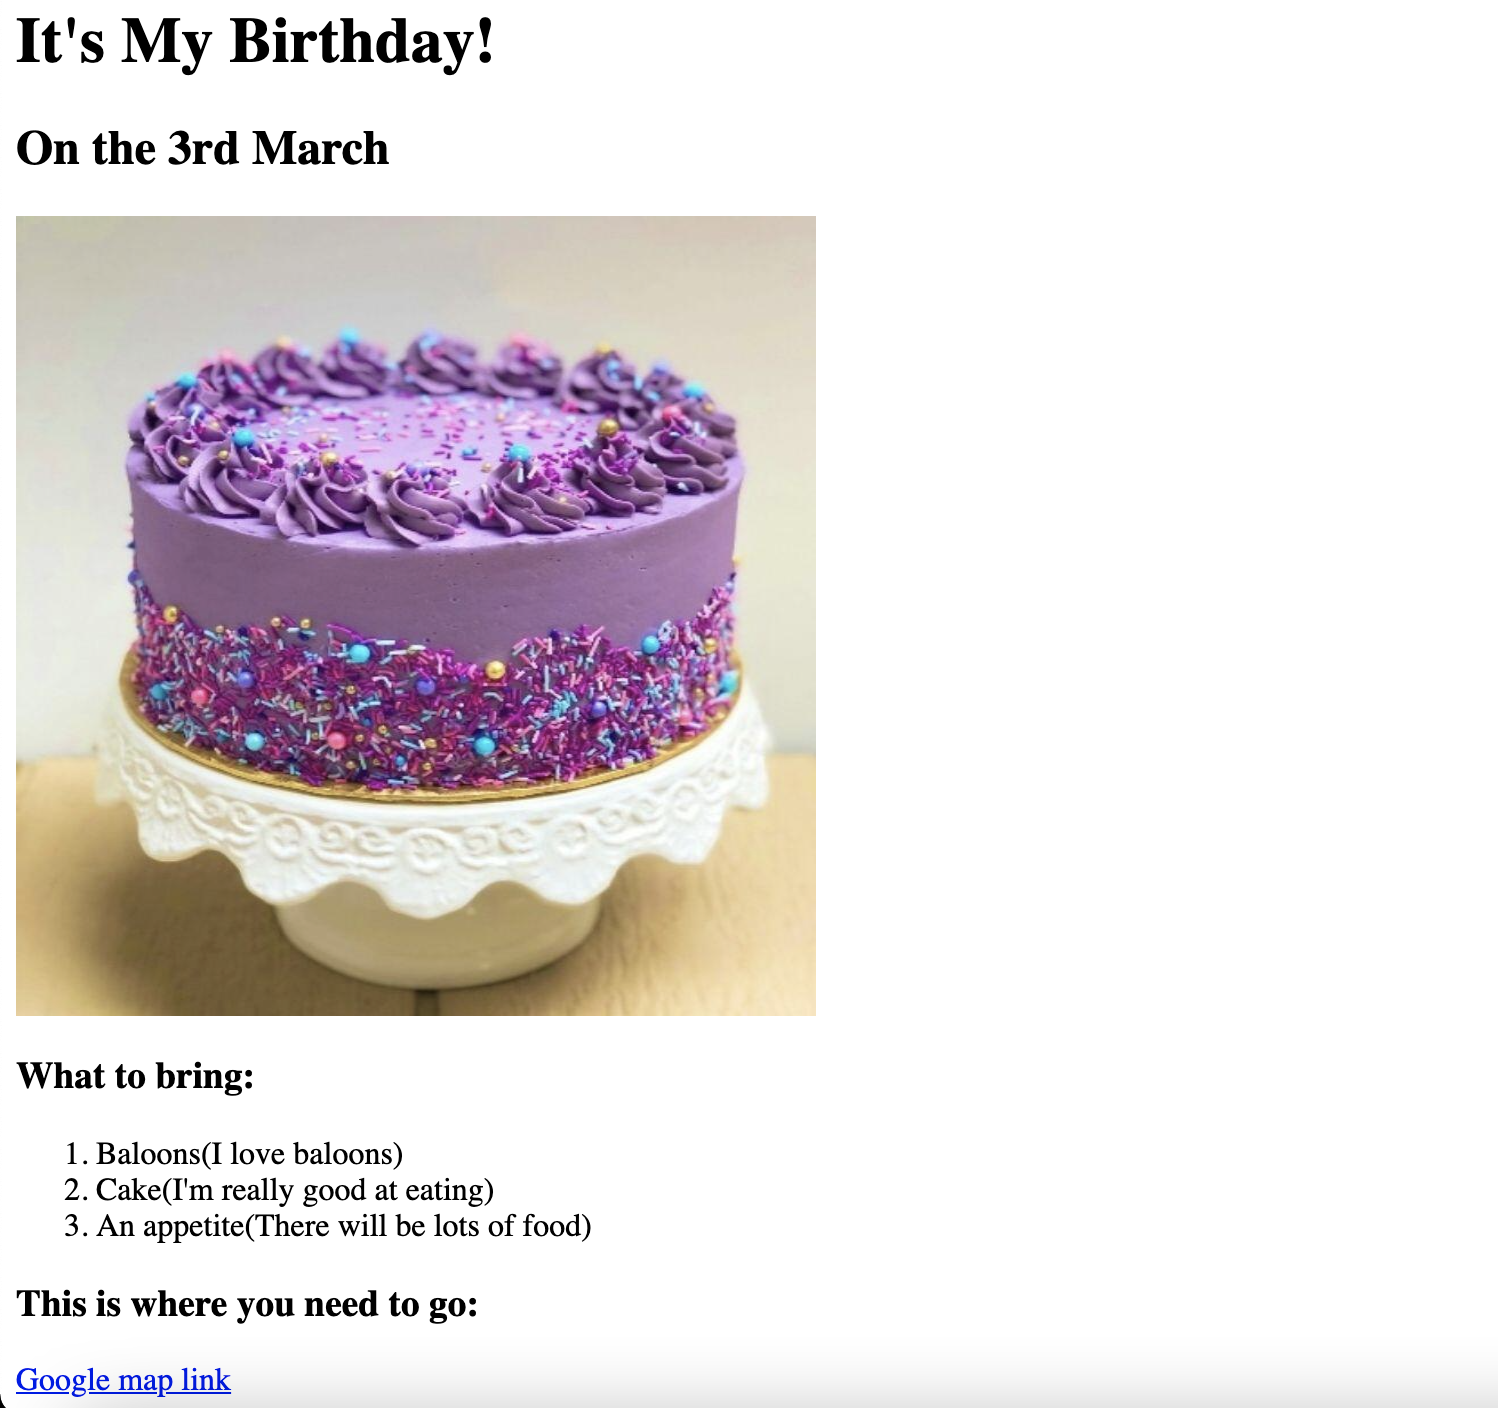 It's My Birthday!
On the 3rd March
What to bring:
1. Baloons(I love baloons)
2. Cake(I'm really good at eating)
3. An appetite(There will be lots of food)
This is where you need to go:
Google map link